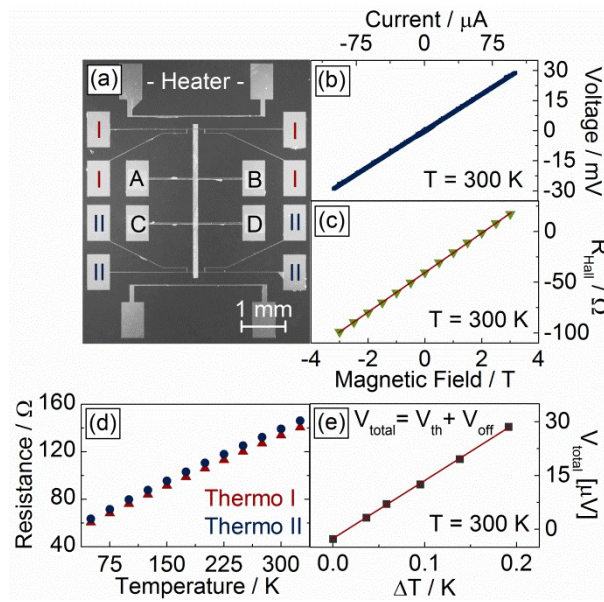 Current / μA
-75 0 75
(a) - Heater -
I I
I A B I
II C D II
II II
1 mm
(b)
T = 300 K
30
15
0
-15
-30
Voltage / mV
(c)
T = 300 K
0
-50
-100
R_Hall / Ω
-4 -2 0 2 4
Magnetic Field / T
(d)
160
120
80
40
Resistance / Ω
Thermo I
Thermo II
75 150 225 300
Temperature / K
(e) V_total = V_th + V_off
T = 300 K
30
15
0
V_total [μV]
0.0 0.1 0.2
ΔT / K